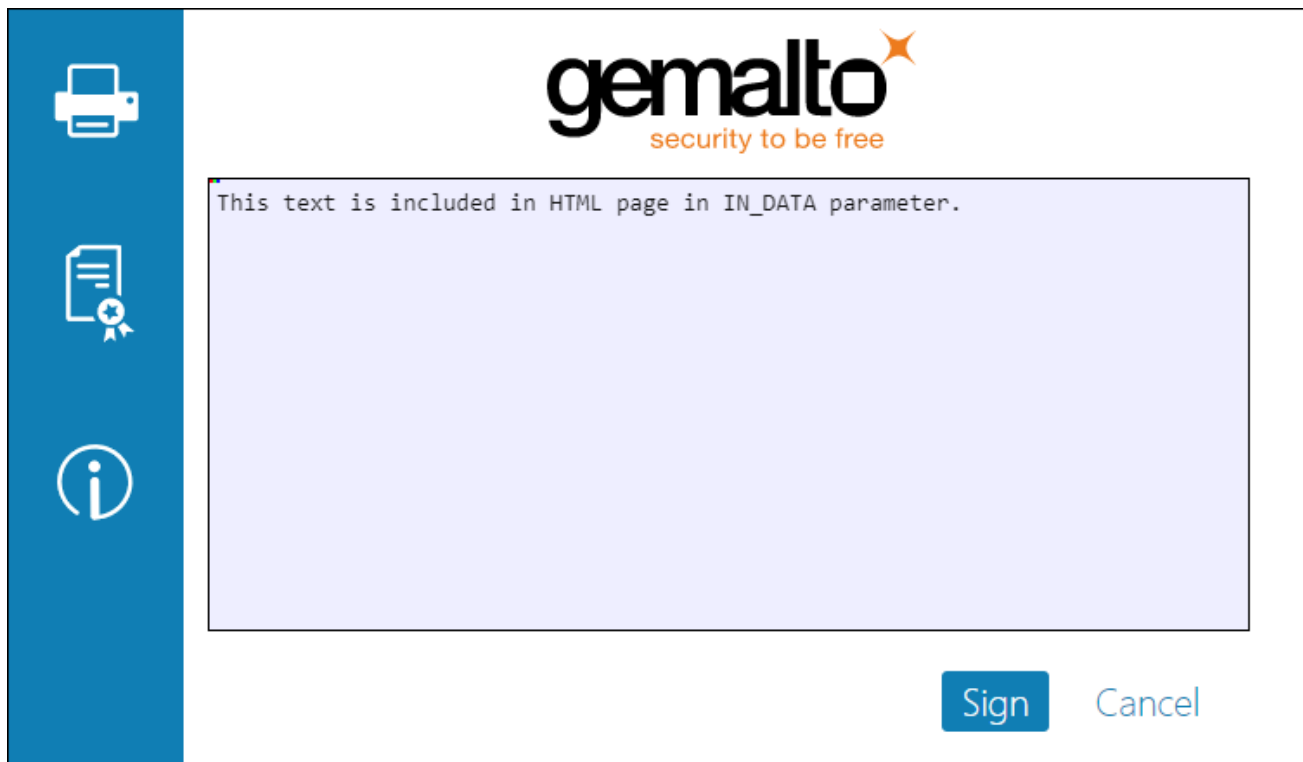 gemalto
security to be free
This text is included in HTML page in IN_DATA parameter.
Sign
Cancel